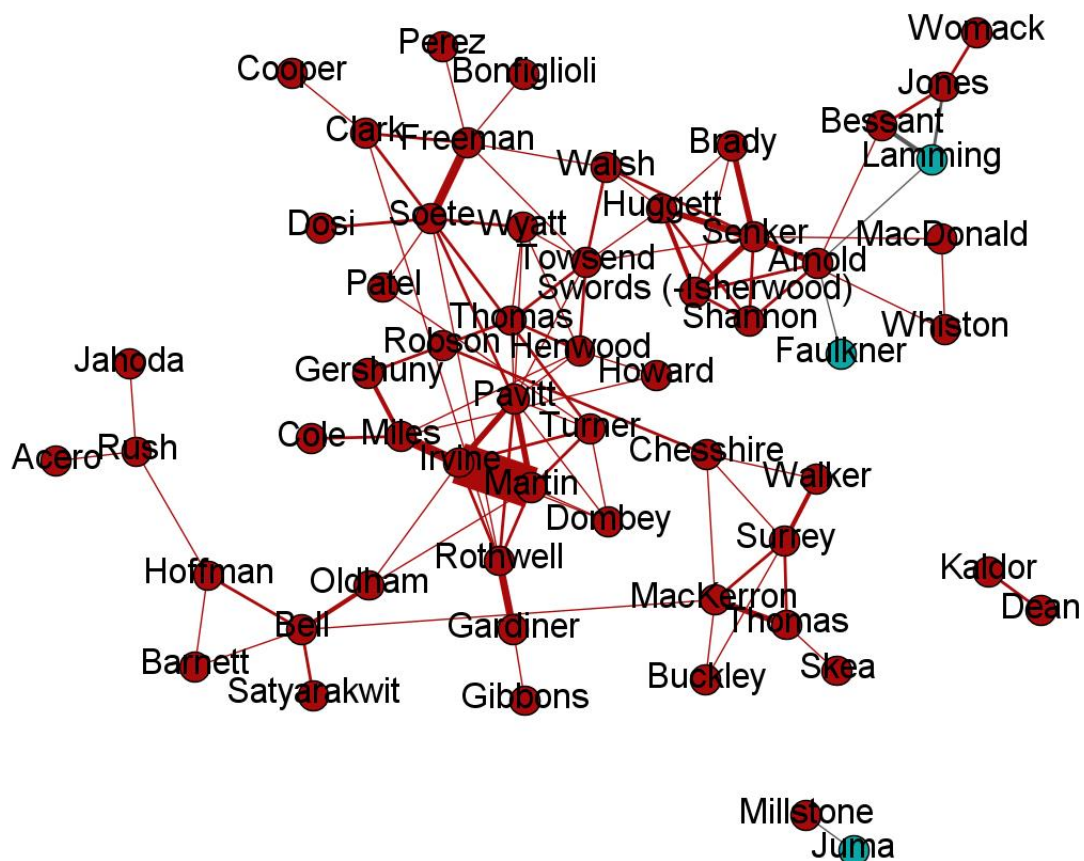 Womack
Perez
Cooper
Bonfiglioli
Jones
Clark
Freeman
Bessant
Brady
Lamming
Walsh
Huggett
Dosi
Soete
Wyatt
Senker
MacDonald
Towsend
Arnold
Patel
Swords (-Isherwood)
Thomas
Shannon
Whiston
Robson
Henwood
Faulkner
Jahoda
Gershuny
Howard
Pavitt
Cole
Miles
Turner
Chesshire
Acero
Rush
Irvine
Walker
Martin
Dombey
Surrey
Hoffman
Oldham
Rothwell
Kaldor
MacKerron
Dean
Bell
Gardiner
Thomas
Barnett
Skea
Satyarakwit
Gibbons
Buckley
Millstone
Juma